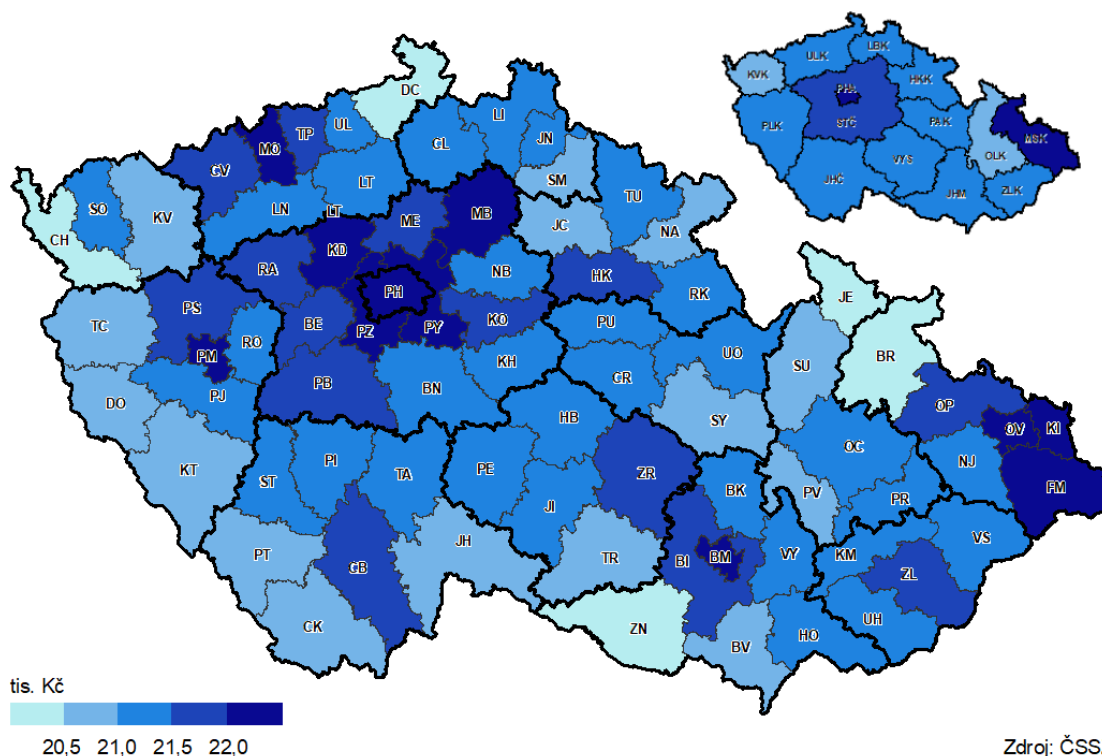 DC
LI
UL
TP
MO
CL
JN
CV
LT
SM
TU
SO
KV
LN
LT
ME
MB
JC
NA
CH
KD
RA
NB
HK
PH
RK
PS
BE
PZ
PY
KO
PU
JE
TC
PM
RO
UO
BR
KH
PB
BN
CR
SU
PJ
DO
SY
OP
HB
OV
KI
KT
ST
PI
TA
PE
ZR
OC
NJ
FM
BK
PV
PR
JI
PT
CB
JH
TR
BI
BM
VY
KM
VS
ZL
CK
ZN
BV
HO
UH
ULK
LBK
KVK
HKK
PHA
STČ
PAK
PLK
MSK
OLK
VYS
JHČ
JHM
ZLK
tis. Kč
20,5 21,0 21,5 22,0
Zdroj: ČSS